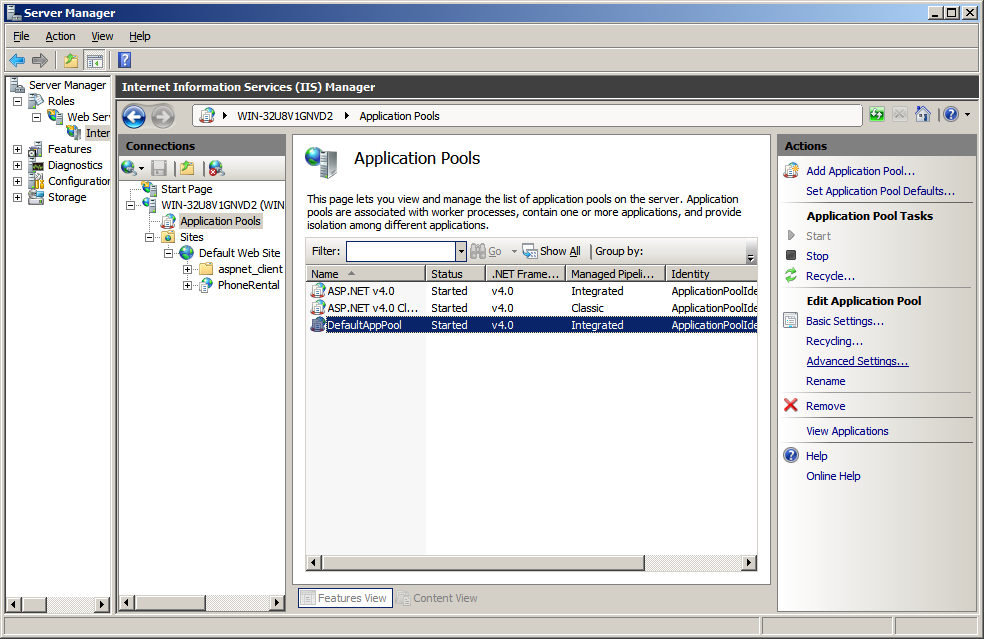 Server Manager
File Action View Help
Server Manager
Roles
Web Serv
Inter
Features
Diagnostics
Configuration
Storage
Internet Information Services (IIS) Manager
WIN-32U8V1GNVD2 Application Pools
Connections
Start Page
WIN-32U8V1GNVD2 (WIN
Application Pools
Sites
Default Web Site
aspnet_client
PhoneRental
Application Pools
This page lets you view and manage the list of application pools on the server. Application
pools are associated with worker processes, contain one or more applications, and provide
isolation among different applications.
Filter: Go Show All Group by:
Name Status .NET Frame... Managed Pipeli... Identity
ASP.NET v4.0 Started v4.0 Integrated ApplicationPoolIde
ASP.NET v4.0 Cl... Started v4.0 Classic ApplicationPoolIde
DefaultAppPool Started v4.0 Integrated ApplicationPoolIde
Features View Content View
Actions
Add Application Pool...
Set Application Pool Defaults...
Application Pool Tasks
Start
Stop
Recycle...
Edit Application Pool
Basic Settings...
Recycling...
Advanced Settings...
Rename
Remove
View Applications
Help
Online Help